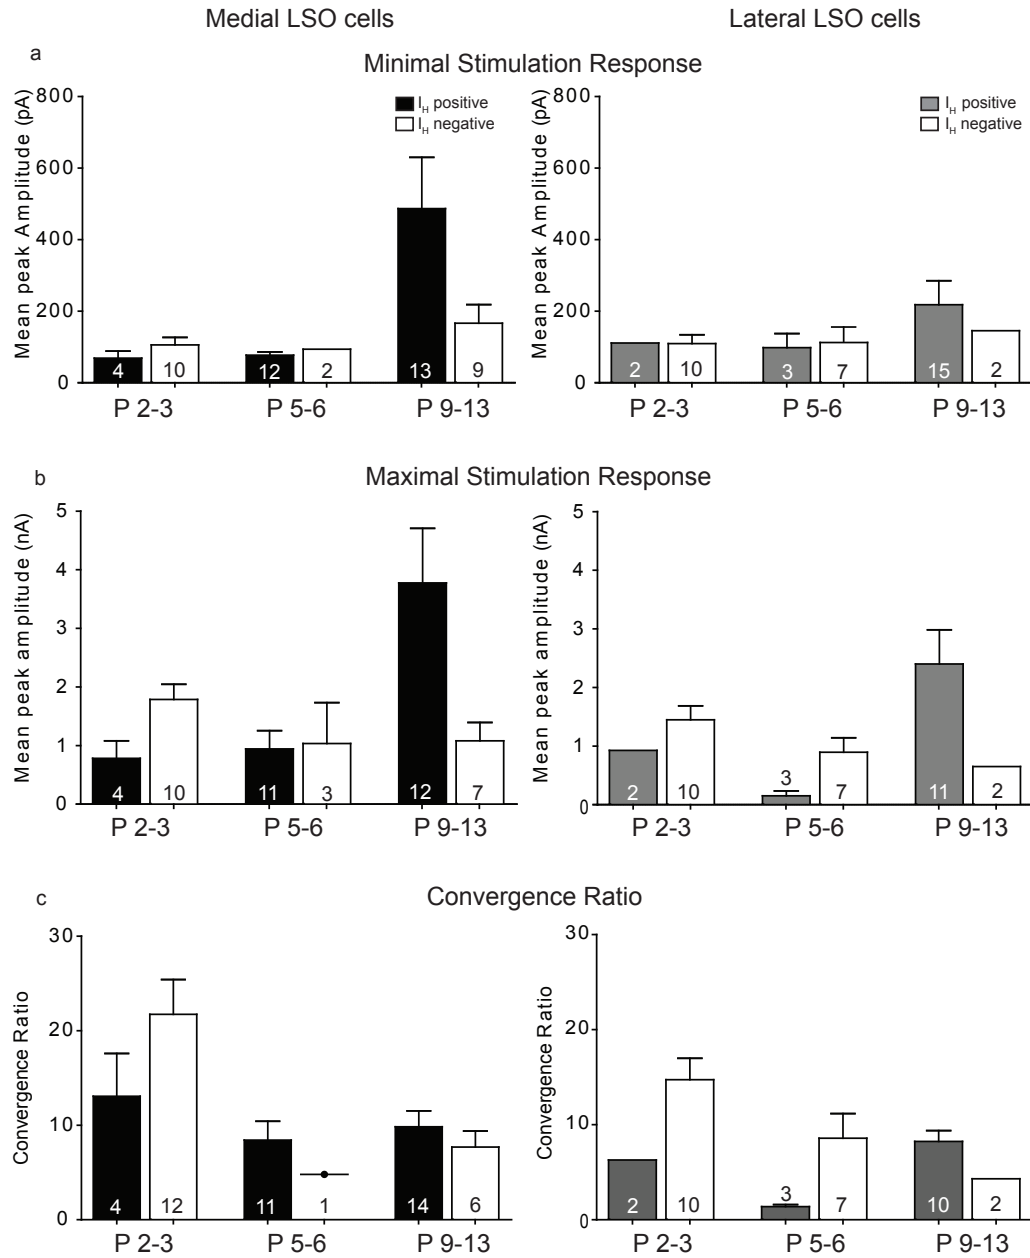 Medial LSO cells
Lateral LSO cells
a
Minimal Stimulation Response
Mean peak Amplitude (pA)
800
600
400
200
0
I_H positive
I_H negative
4
10
12
2
13
9
P 2-3
P 5-6
P 9-13
Mean peak Amplitude (pA)
800
600
400
200
0
I_H positive
I_H negative
2
10
3
7
15
2
P 2-3
P 5-6
P 9-13
b
Maximal Stimulation Response
Mean peak amplitude (nA)
5
4
3
2
1
0
4
10
11
3
12
7
P 2-3
P 5-6
P 9-13
Mean peak amplitude (nA)
5
4
3
2
1
0
2
10
3
7
11
2
P 2-3
P 5-6
P 9-13
c
Convergence Ratio
Convergence Ratio
30
20
10
0
4
12
11
1
14
6
P 2-3
P 5-6
P 9-13
Convergence Ratio
30
20
10
0
2
10
3
7
10
2
P 2-3
P 5-6
P 9-13